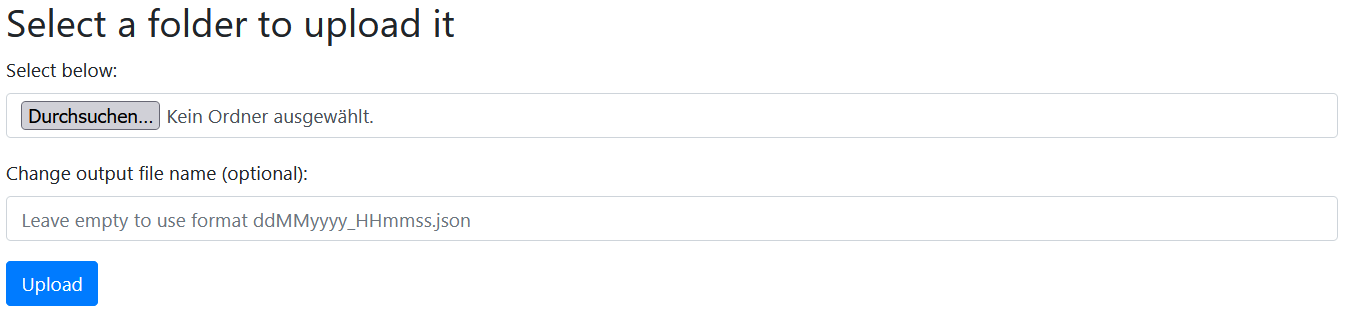 Select a folder to upload it
Select below:
Durchsuchen... Kein Ordner ausgewählt.
Change output file name (optional):
Leave empty to use format ddMMyyyy_HHmmss.json
Upload